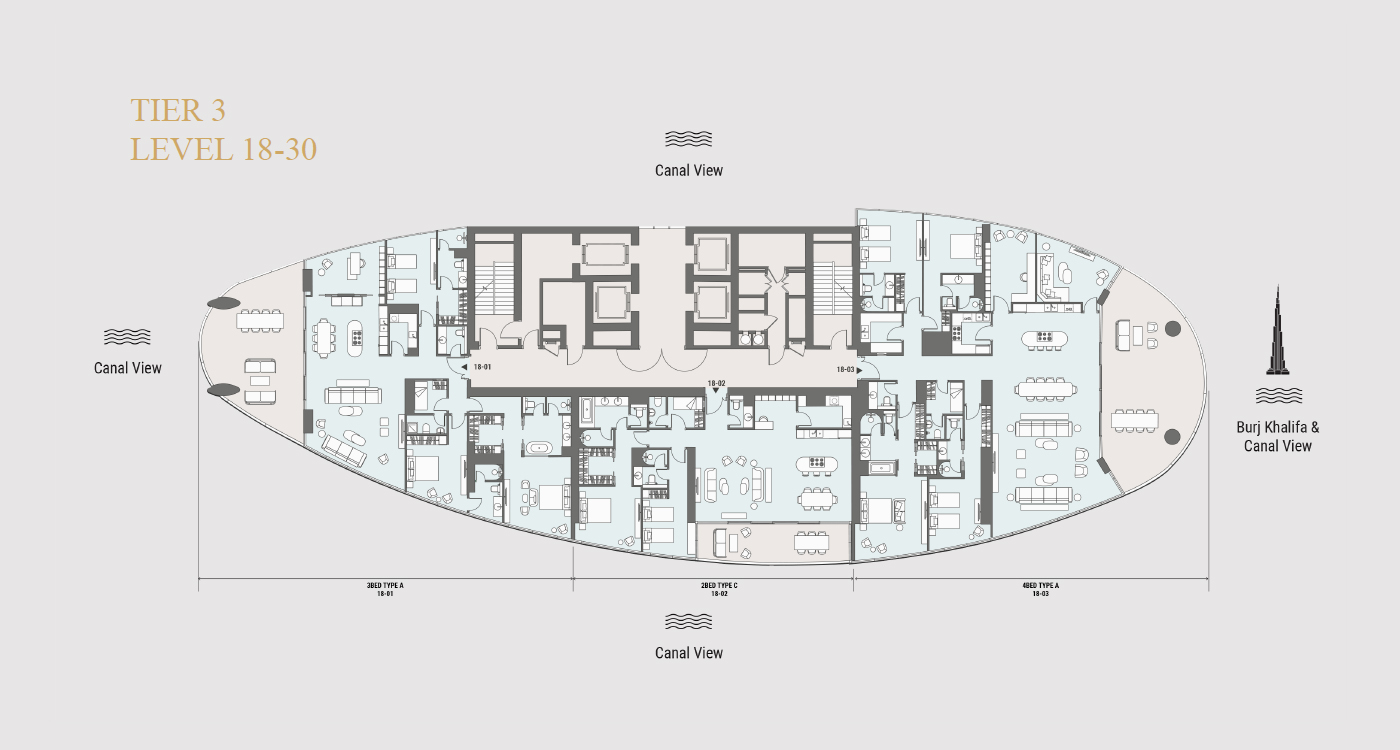 TIER 3
LEVEL 18-30
Canal View
Canal View
18-01
18-02
18-03
Burj Khalifa &
Canal View
3BED TYPE A
18-01
2BED TYPE C
18-02
4BED TYPE A
18-03
Canal View